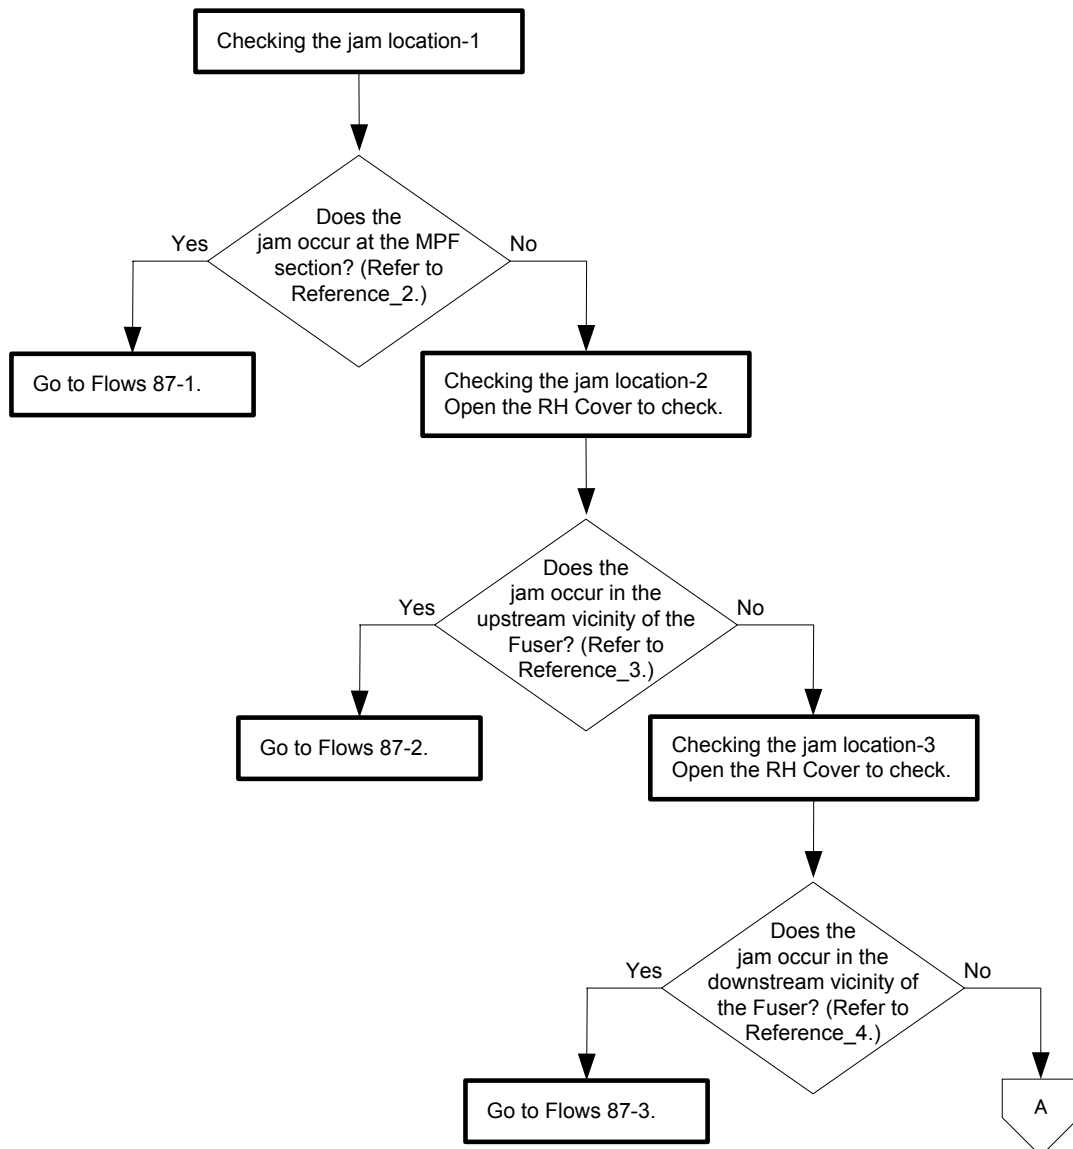 Checking the jam location-1
Does the
jam occur at the MPF
section? (Refer to
Reference_2.)
Yes
No
Go to Flows 87-1.
Checking the jam location-2
Open the RH Cover to check.
Does the
jam occur in the
upstream vicinity of the
Fuser? (Refer to
Reference_3.)
Yes
No
Go to Flows 87-2.
Checking the jam location-3
Open the RH Cover to check.
Does the
jam occur in the
downstream vicinity of
the Fuser? (Refer to
Reference_4.)
Yes
No
Go to Flows 87-3.
A